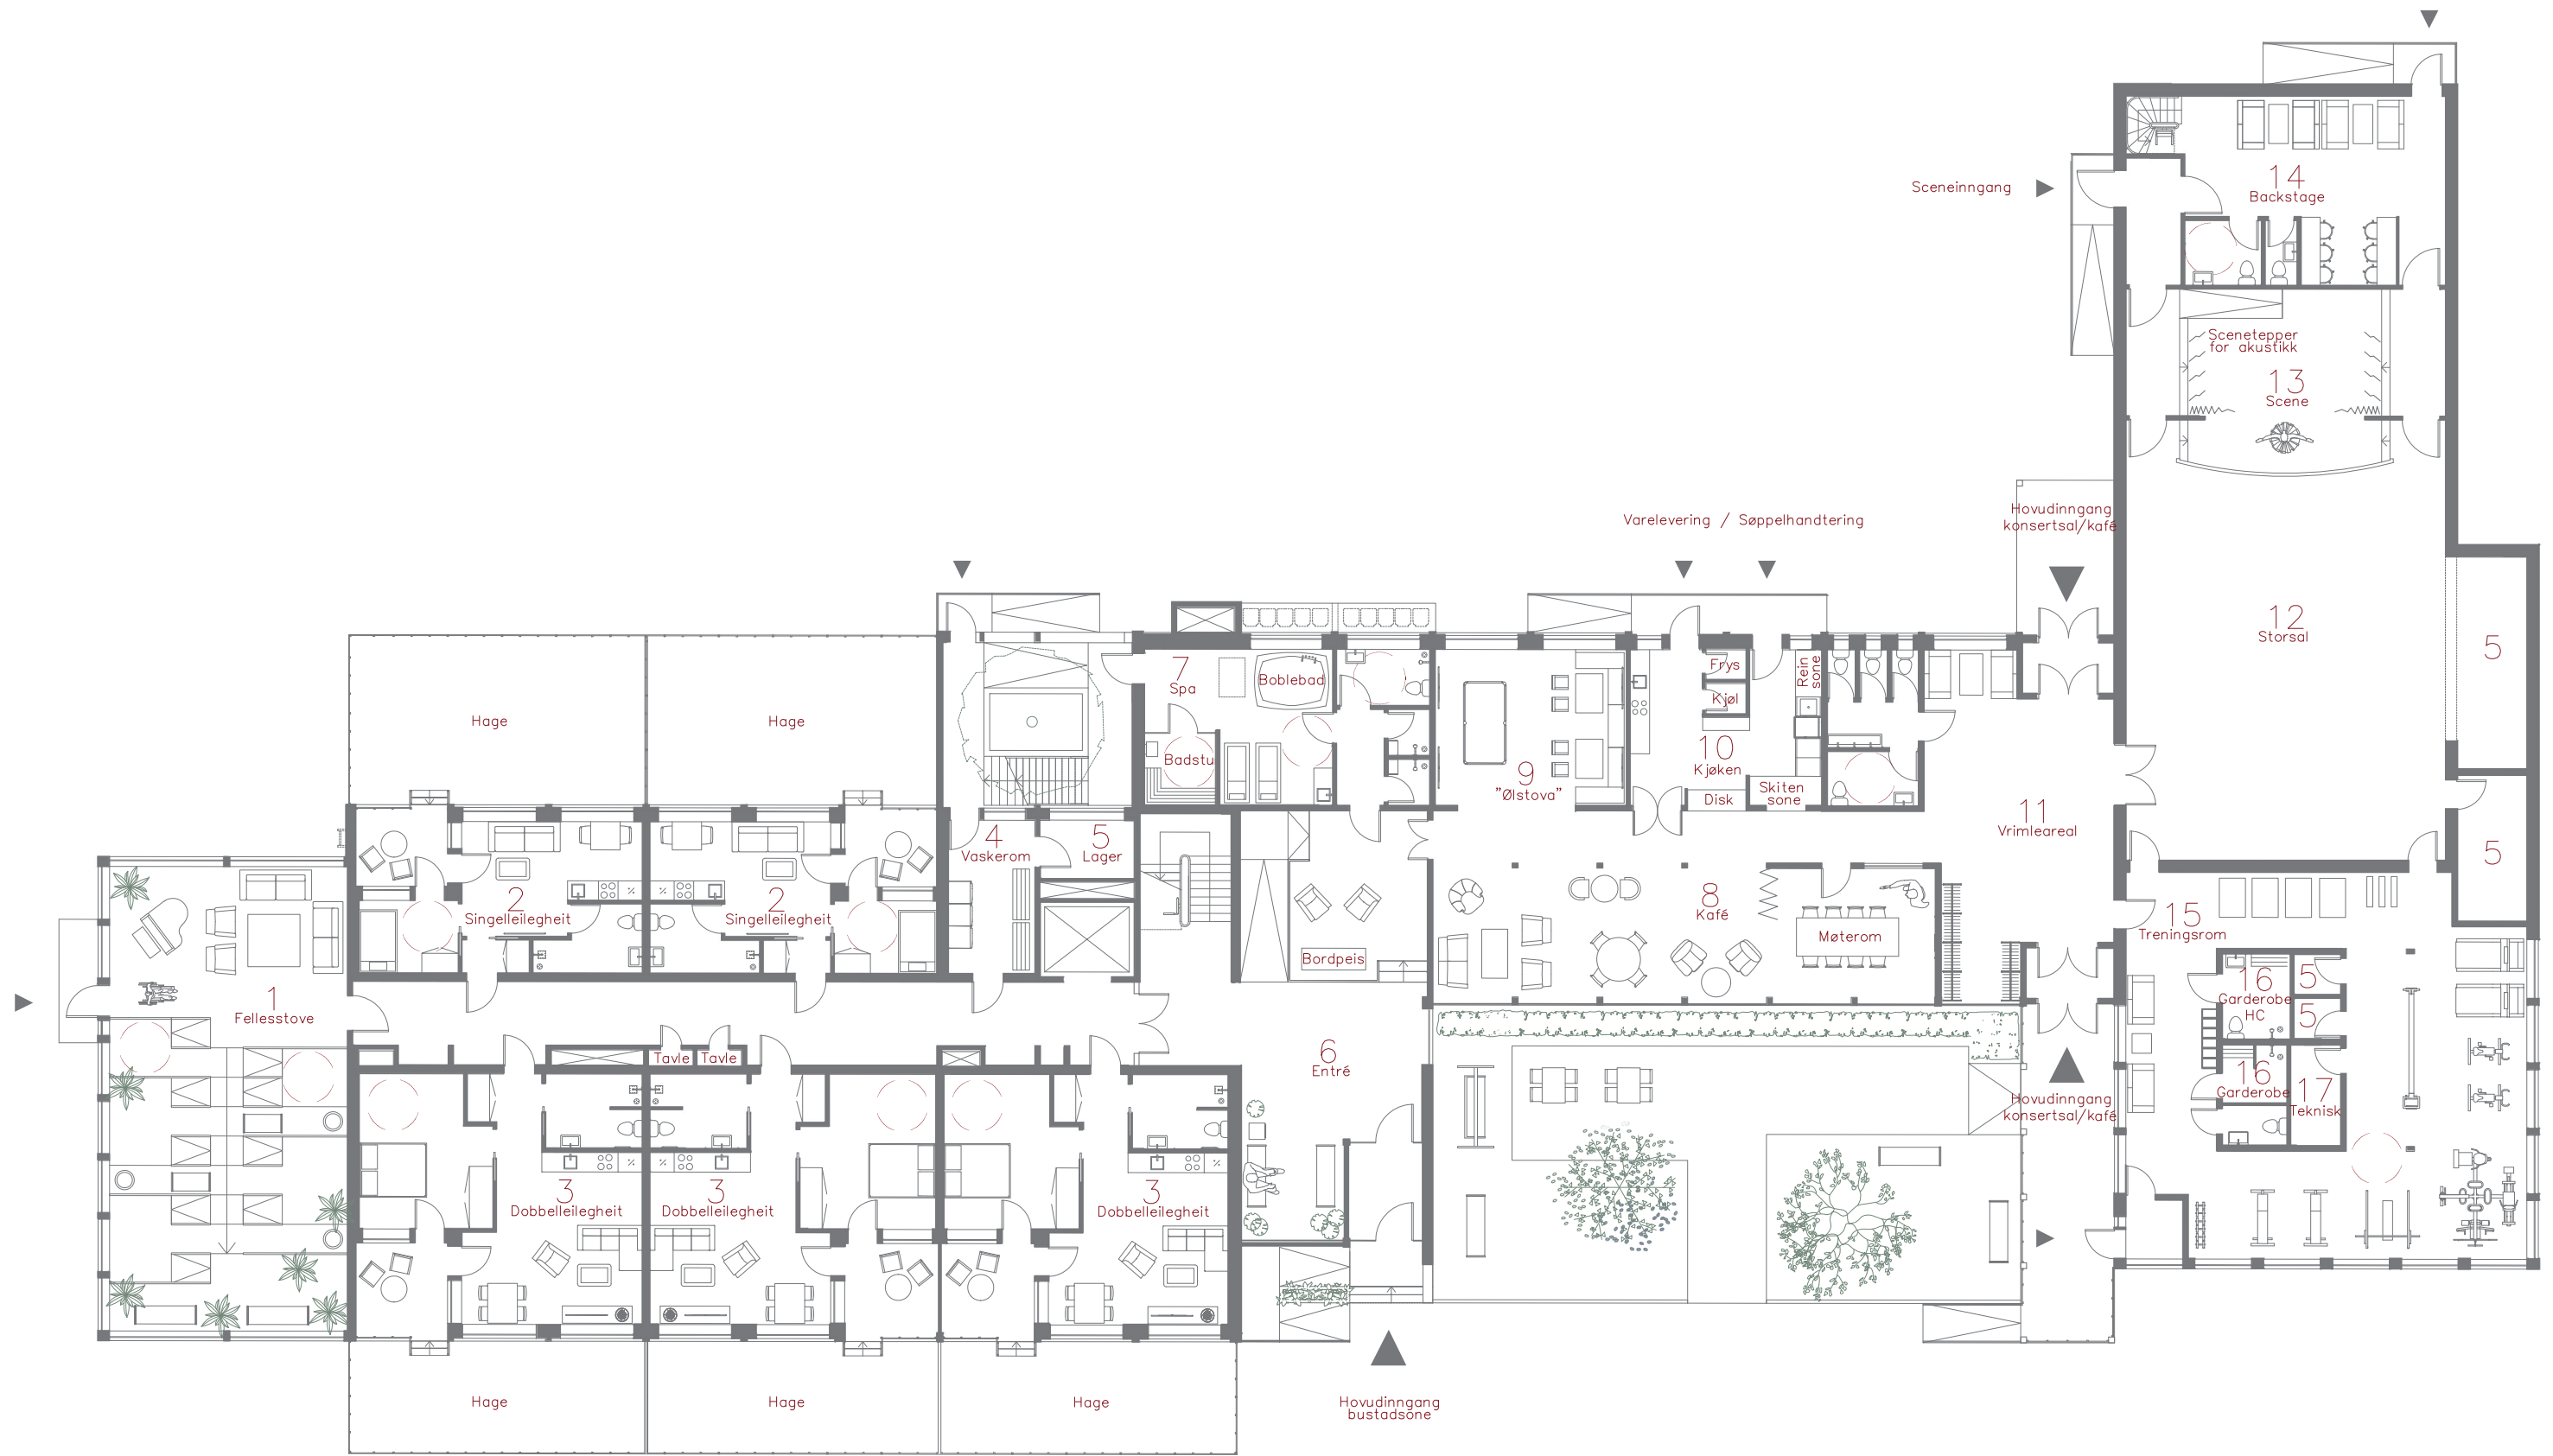 Sceneinngang
14
Backstage
Scenetepper
for akustikk
13
Scene
Hovudinngang
konsertsal/kafé
Varelevering / Søppelhandtering
12
Storsal
5
5
Hage
Hage
7
Spa
Boblebad
Badstu
9
"Ølstova"
Frys
Kjøl
Rein
sone
10
Kjøken
Disk
Skiten
sone
11
Vrimleareal
4
Vaskerom
5
Lager
2
Singelleilegheit
2
Singelleilegheit
8
Kafé
Møterom
Bordpeis
15
Treningsrom
1
Fellesstove
16
Garderobe
HC
5
5
Tavle
Tavle
6
Entré
16
Garderobe
17
Teknisk
Hovudinngang
konsertsal/kafé
3
Dobbelleilegheit
3
Dobbelleilegheit
3
Dobbelleilegheit
Hage
Hage
Hage
Hovudinngang
bustadsone